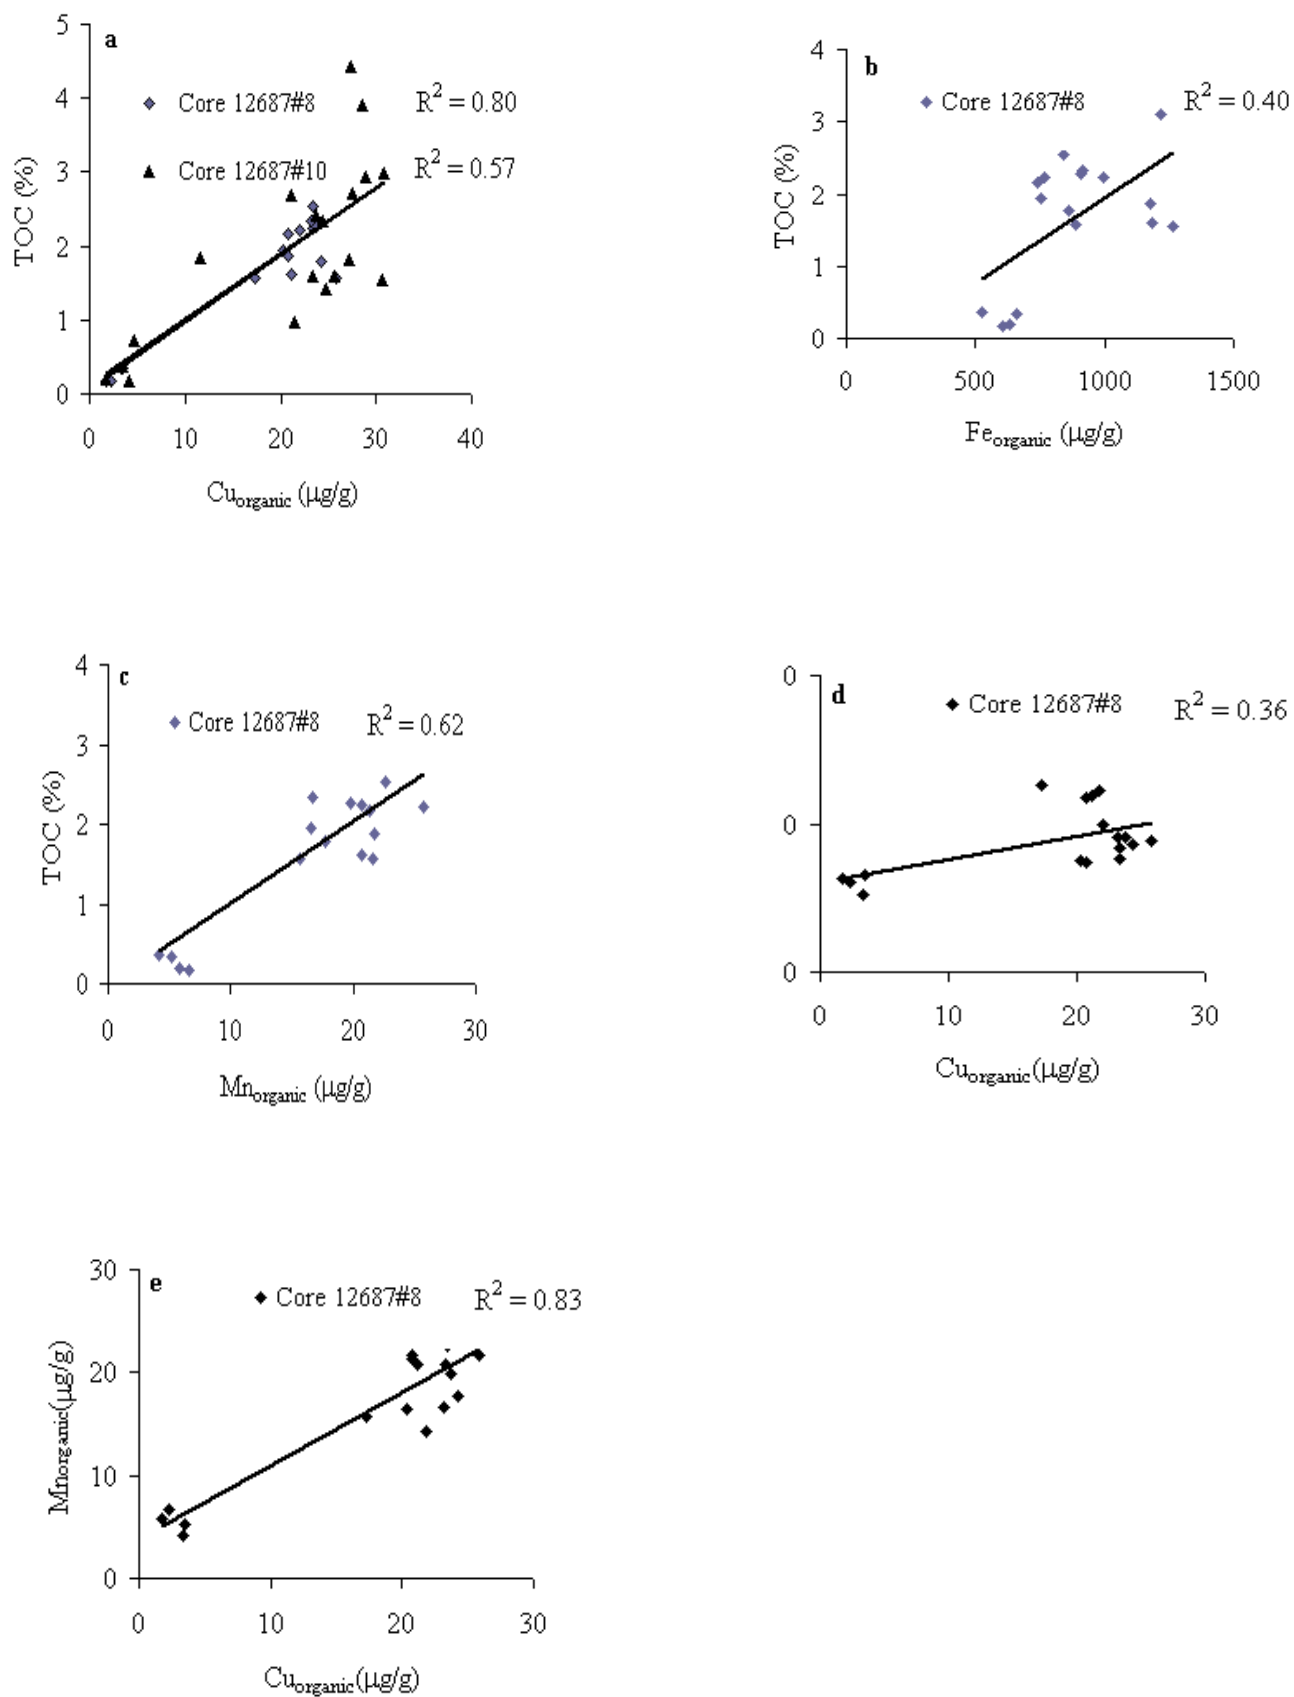 a
5
4
3
2
1
0
TOC (%)
Core 12687#8 R² = 0.80
Core 12687#10 R² = 0.57
0 10 20 30 40
Cuorganic (μg/g)
b
4
3
2
1
0
TOC (%)
Core 12687#8 R² = 0.40
0 500 1000 1500
Feorganic (μg/g)
c
4
3
2
1
0
TOC (%)
Core 12687#8 R² = 0.62
0 10 20 30
Mnorganic (μg/g)
d
0
0
0
Core 12687#8 R² = 0.36
0 10 20 30
Cuorganic(μg/g)
e
30
20
10
0
Mnorganic(μg/g)
Core 12687#8 R² = 0.83
0 10 20 30
Cuorganic(μg/g)